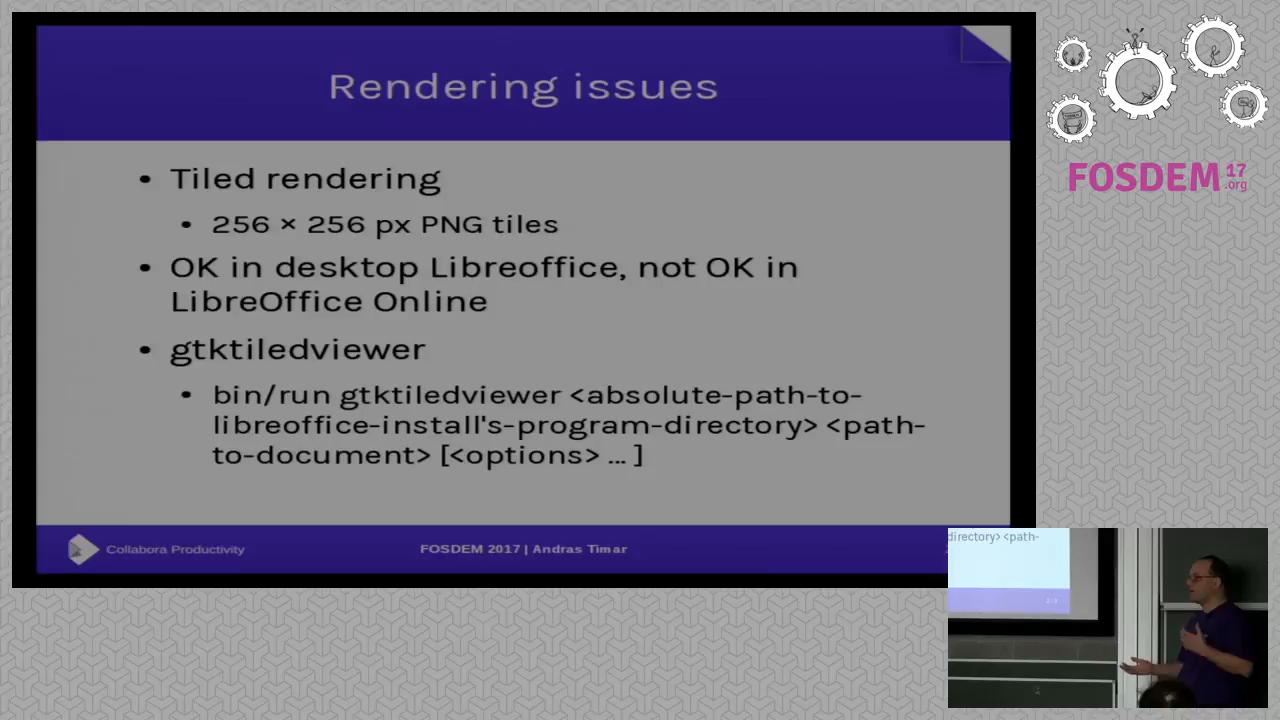 Rendering issues
• Tiled rendering
• 256 × 256 px PNG tiles
• OK in desktop Libreoffice, not OK in
LibreOffice Online
• gtktiledviewer
• bin/run gtktiledviewer <absolute-path-to-
libreoffice-install's-program-directory> <path-
to-document> [<options> ... ]
Collabora Productivity
FOSDEM 2017 | Andras Timar
FOSDEM 17
.org
directory> <path-